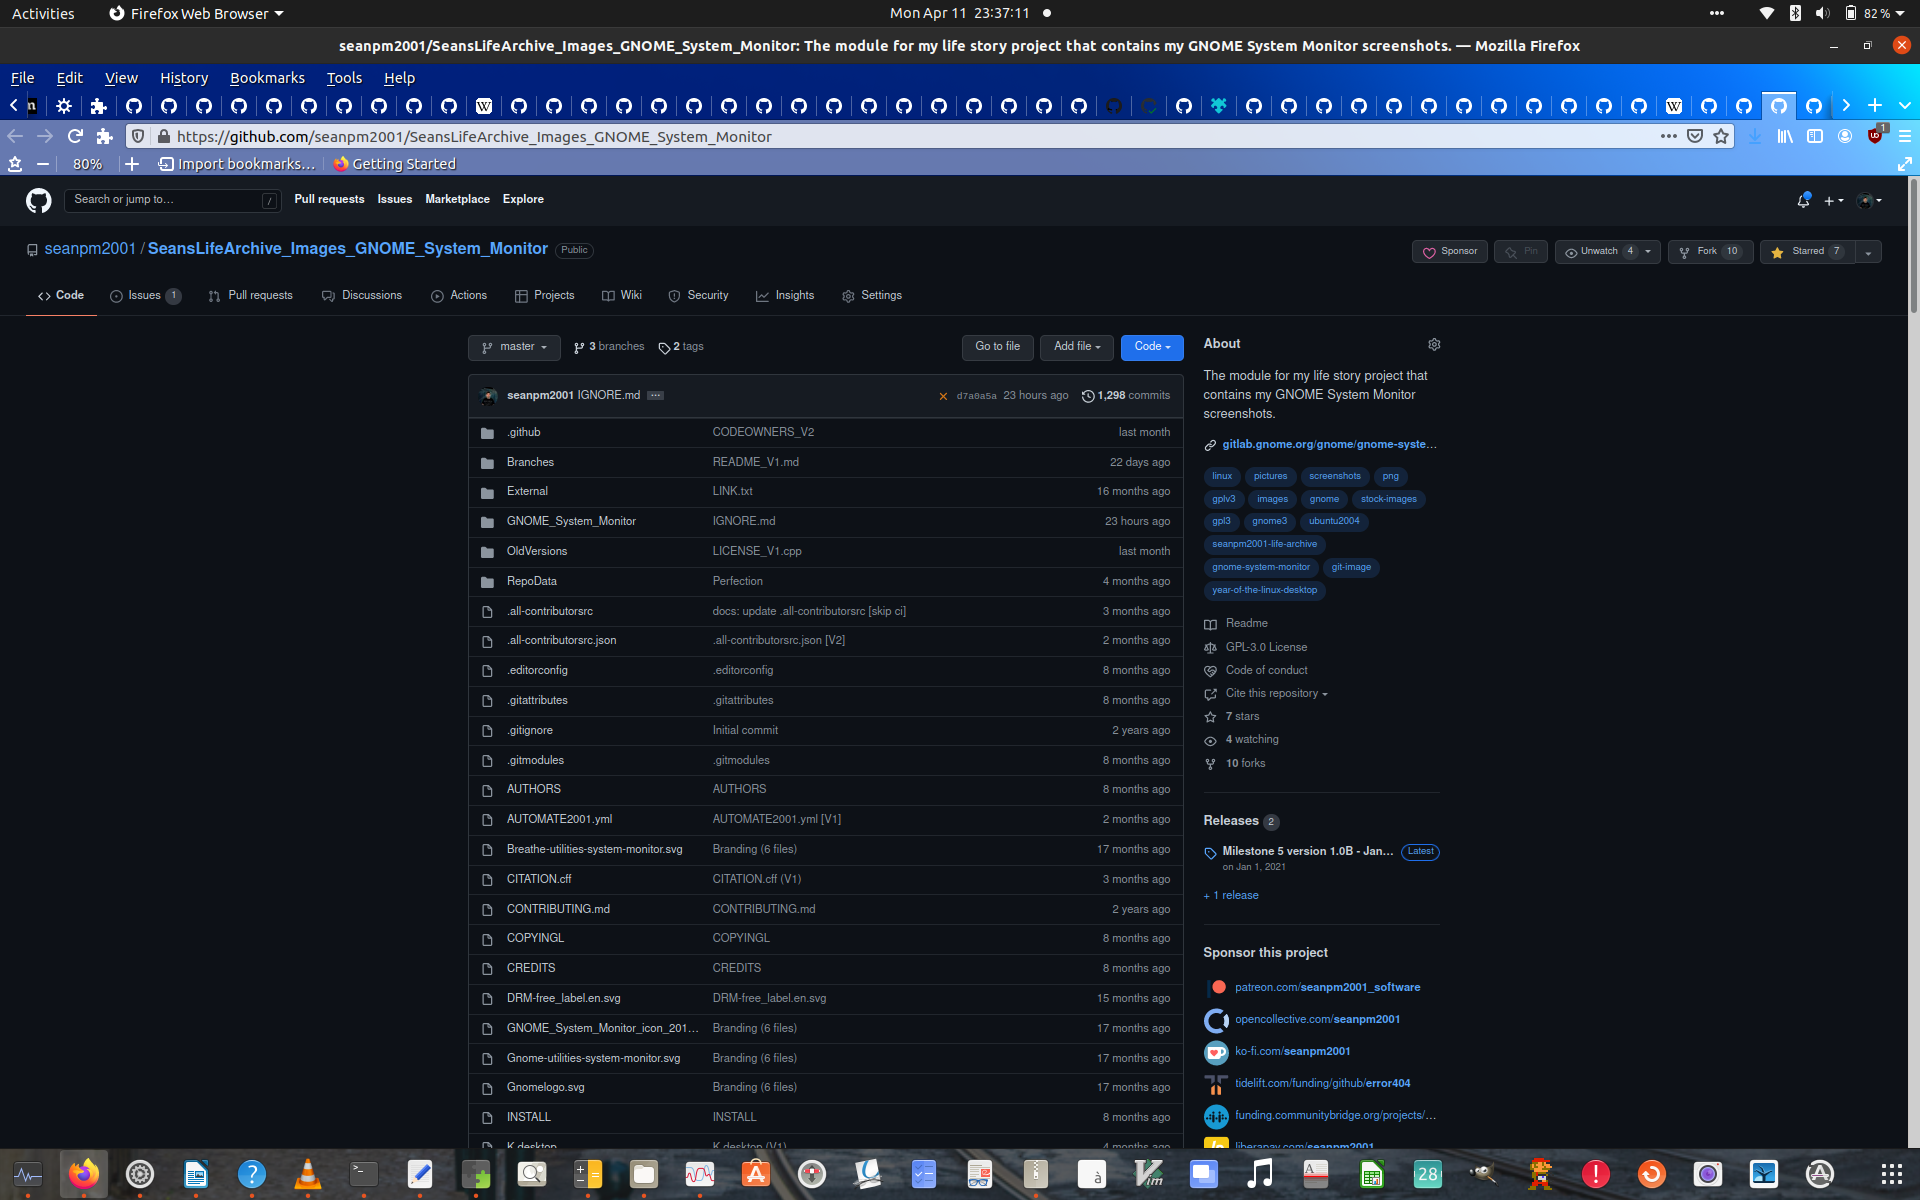 Activities Firefox Web Browser Mon Apr 11 23:37:11 82 %
seanpm2001/SeansLifeArchive_Images_GNOME_System_Monitor: The module for my life story project that contains my GNOME System Monitor screenshots. — Mozilla Firefox
File Edit View History Bookmarks Tools Help
https://github.com/seanpm2001/SeansLifeArchive_Images_GNOME_System_Monitor 1
80% Import bookmarks... Getting Started
Search or jump to... / Pull requests Issues Marketplace Explore
seanpm2001 / SeansLifeArchive_Images_GNOME_System_Monitor Public Sponsor Pin Unwatch 4 Fork 10 Starred 7
Code Issues 1 Pull requests Discussions Actions Projects Wiki Security Insights Settings
master 3 branches 2 tags Go to file Add file Code
seanpm2001 IGNORE.md ... d7a0a5a 23 hours ago 1,298 commits
.github CODEOWNERS_V2 last month
Branches README_V1.md 22 days ago
External LINK.txt 16 months ago
GNOME_System_Monitor IGNORE.md 23 hours ago
OldVersions LICENSE_V1.cpp last month
RepoData Perfection 4 months ago
.all-contributorsrc docs: update .all-contributorsrc [skip ci] 3 months ago
.all-contributorsrc.json .all-contributorsrc.json [V2] 2 months ago
.editorconfig .editorconfig 8 months ago
.gitattributes .gitattributes 8 months ago
.gitignore Initial commit 2 years ago
.gitmodules .gitmodules 8 months ago
AUTHORS AUTHORS 8 months ago
AUTOMATE2001.yml AUTOMATE2001.yml [V1] 2 months ago
Breathe-utilities-system-monitor.svg Branding (6 files) 17 months ago
CITATION.cff CITATION.cff (V1) 3 months ago
CONTRIBUTING.md CONTRIBUTING.md 2 years ago
COPYINGL COPYINGL 8 months ago
CREDITS CREDITS 8 months ago
DRM-free_label.en.svg DRM-free_label.en.svg 15 months ago
GNOME_System_Monitor_icon_201... Branding (6 files) 17 months ago
Gnome-utilities-system-monitor.svg Branding (6 files) 17 months ago
Gnomelogo.svg Branding (6 files) 17 months ago
INSTALL INSTALL 8 months ago
K.desktop K.desktop (V1) 4 months ago
About
The module for my life story project that
contains my GNOME System Monitor
screenshots.
gitlab.gnome.org/gnome/gnome-syste...
linux pictures screenshots png
gplv3 images gnome stock-images
gpl3 gnome3 ubuntu2004
seanpm2001-life-archive
gnome-system-monitor git-image
year-of-the-linux-desktop
Readme
GPL-3.0 License
Code of conduct
Cite this repository
7 stars
4 watching
10 forks
Releases 2
Milestone 5 version 1.0B - Jan... Latest
on Jan 1, 2021
+ 1 release
Sponsor this project
patreon.com/seanpm2001_software
opencollective.com/seanpm2001
ko-fi.com/seanpm2001
tidelift.com/funding/github/error404
funding.communitybridge.org/projects/...
liberapay.com/seanpm2001
28